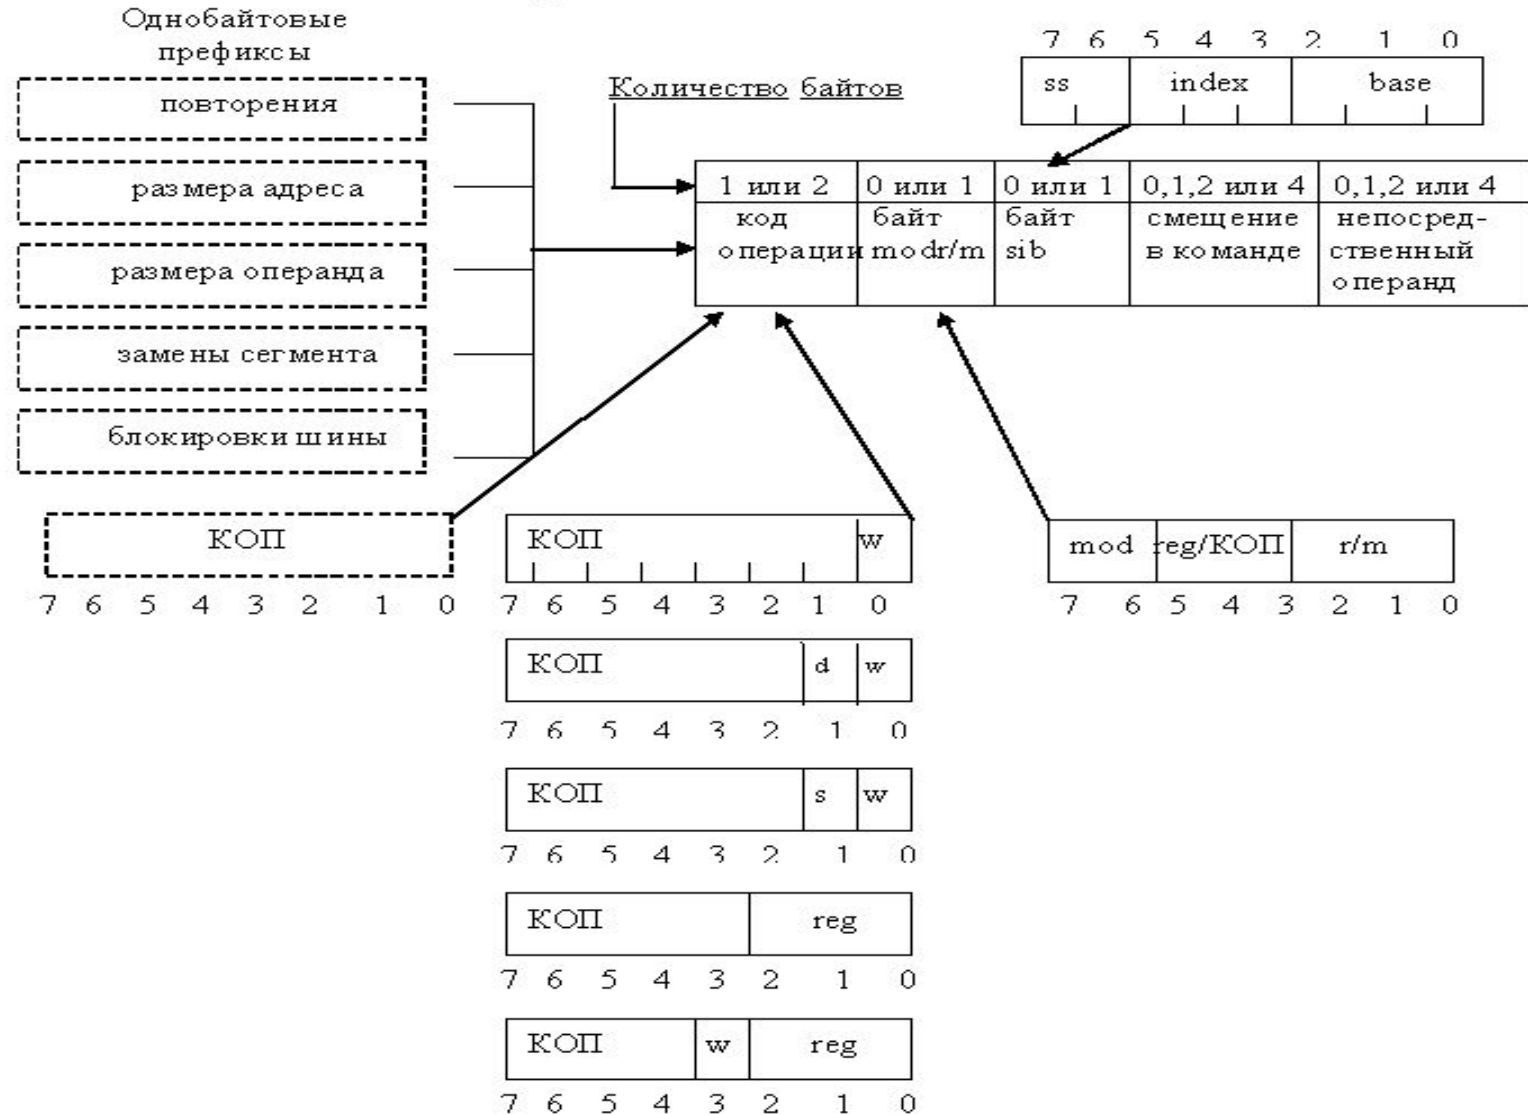 Однобайтовые
префиксы
повторения
размера адреса
размера операнда
замены сегмента
блокировки шины
Количество байтов
7 6 5 4 3 2 1 0
ss index base
1 или 2 0 или 1 0 или 1 0,1,2 или 4 0,1,2 или 4
код байт байт смещение непосред-
операции modr/m sib в команде ственный
операнд
КОП
7 6 5 4 3 2 1 0
КОП w
7 6 5 4 3 2 1 0
mod reg/КОП r/m
7 6 5 4 3 2 1 0
КОП d w
7 6 5 4 3 2 1 0
КОП s w
7 6 5 4 3 2 1 0
КОП reg
7 6 5 4 3 2 1 0
КОП w reg
7 6 5 4 3 2 1 0